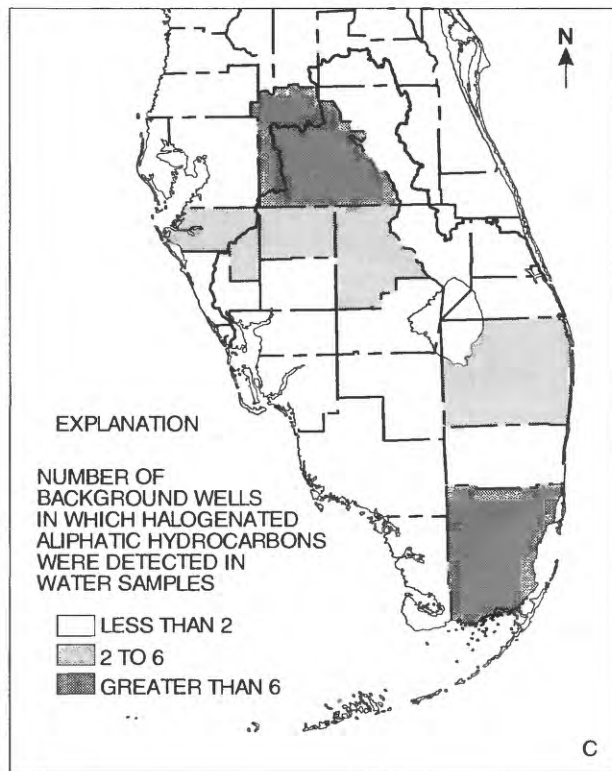 N
EXPLANATION
NUMBER OF
BACKGROUND WELLS
IN WHICH HALOGENATED
ALIPHATIC HYDROCARBONS
WERE DETECTED IN
WATER SAMPLES
LESS THAN 2
2 TO 6
GREATER THAN 6
C